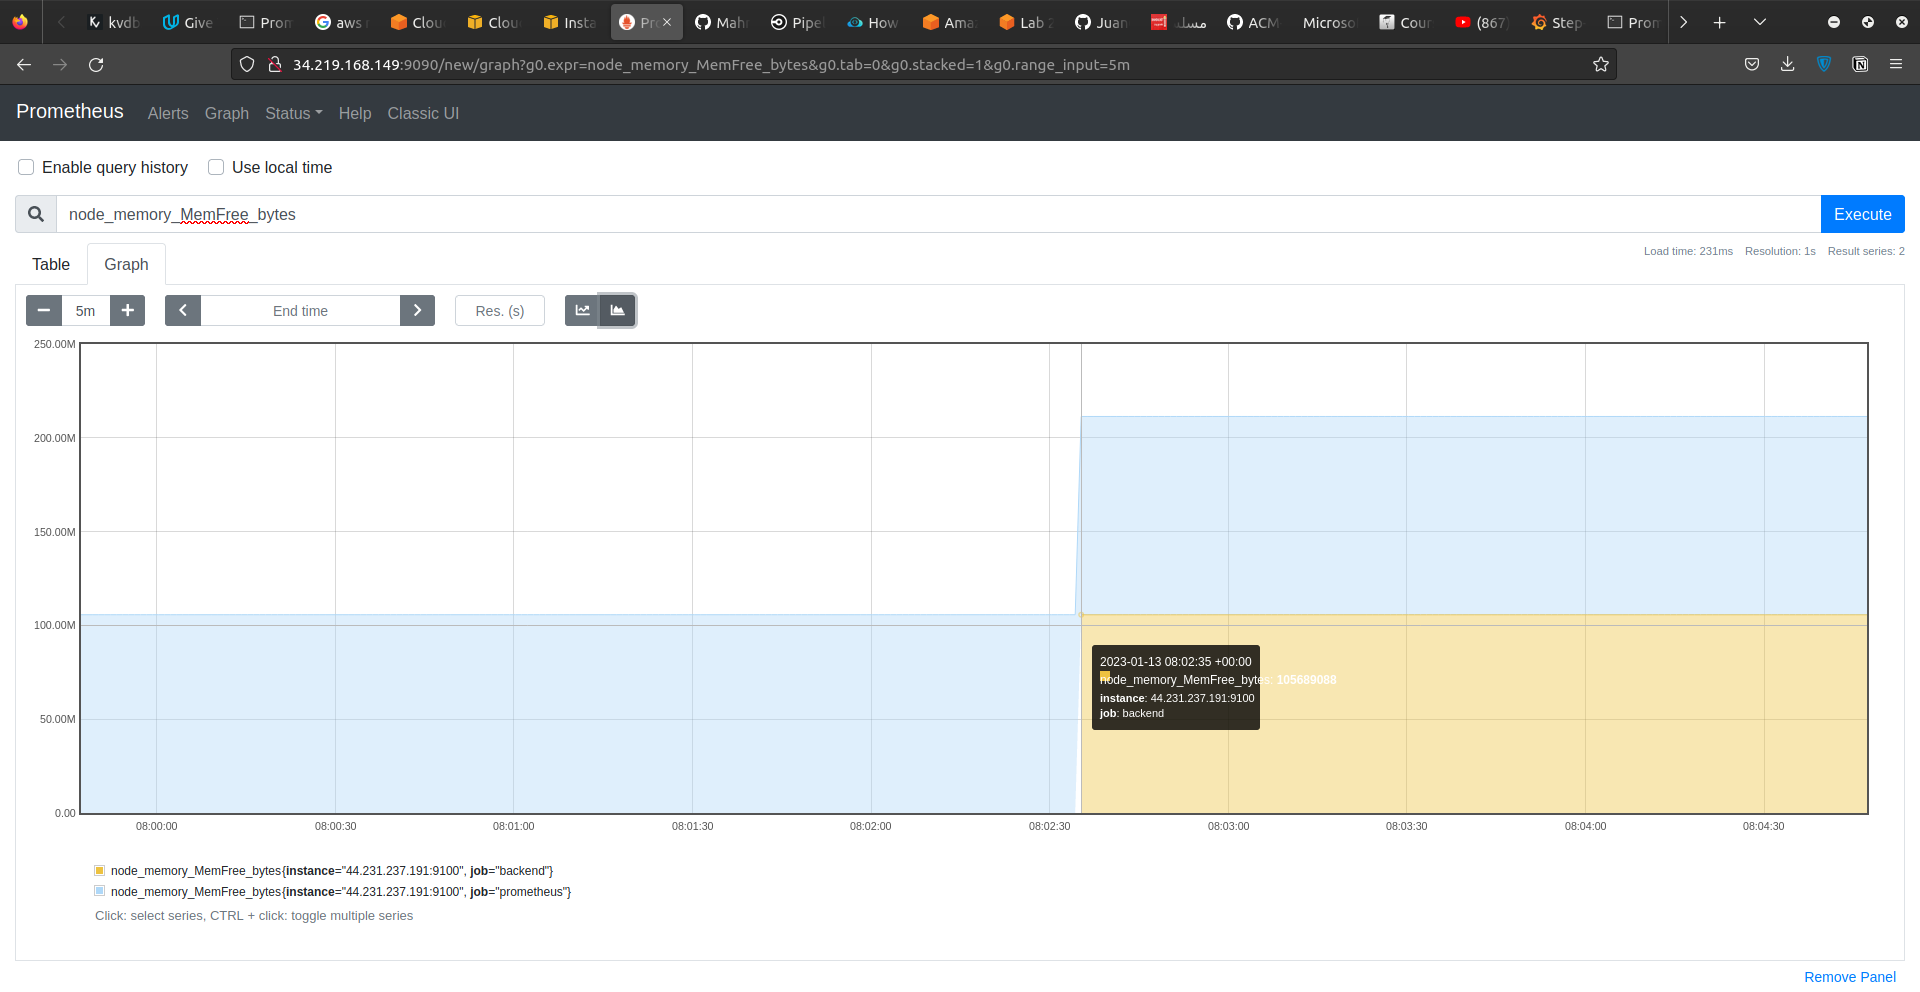 kvdb Give Prom aws Clou Clou Insta Pr Mahr Pipel How Ama Lab 2 Juan مسلـ ACM Microso Cour (867) Step- Prom
34.219.168.149:9090/new/graph?g0.expr=node_memory_MemFree_bytes&g0.tab=0&g0.stacked=1&g0.range_input=5m
Prometheus Alerts Graph Status Help Classic UI
Enable query history Use local time
node_memory_MemFree_bytes Execute
Load time: 231ms Resolution: 1s Result series: 2
Table Graph
5m End time Res. (s)
250.00M
200.00M
150.00M
100.00M
50.00M
0.00
2023-01-13 08:02:35 +00:00
node_memory_MemFree_bytes: 105689088
instance: 44.231.237.191:9100
job: backend
08:00:00 08:00:30 08:01:00 08:01:30 08:02:00 08:02:30 08:03:00 08:03:30 08:04:00 08:04:30
node_memory_MemFree_bytes{instance="44.231.237.191:9100", job="backend"}
node_memory_MemFree_bytes{instance="44.231.237.191:9100", job="prometheus"}
Click: select series, CTRL + click: toggle multiple series
Remove Panel